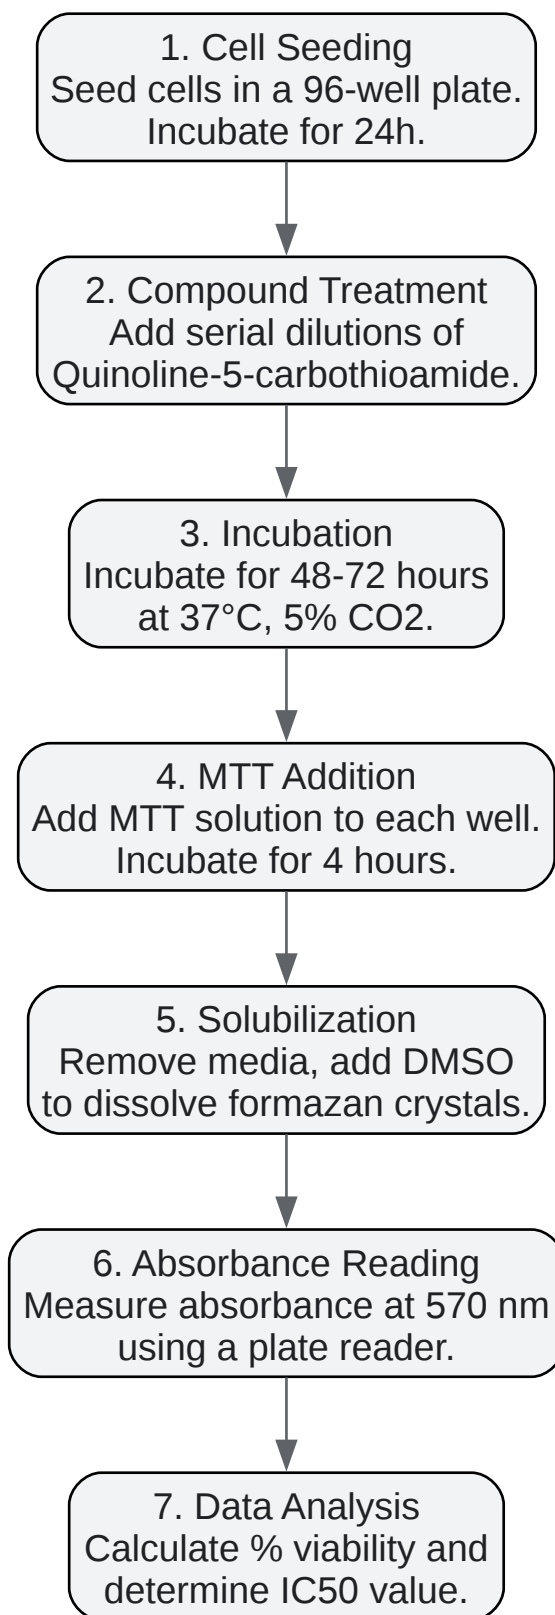 1. Cell Seeding
Seed cells in a 96-well plate.
Incubate for 24h.
2. Compound Treatment
Add serial dilutions of
Quinoline-5-carbothioamide.
3. Incubation
Incubate for 48-72 hours
at 37°C, 5% CO2.
4. MTT Addition
Add MTT solution to each well.
Incubate for 4 hours.
5. Solubilization
Remove media, add DMSO
to dissolve formazan crystals.
6. Absorbance Reading
Measure absorbance at 570 nm
using a plate reader.
7. Data Analysis
Calculate % viability and
determine IC50 value.